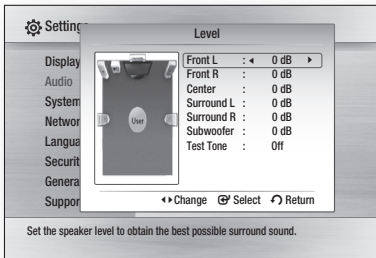 Settings
Level
Display
Audio
System
Networ
Langua
Securit
Genera
Suppor
User
Front L : ◂ 0 dB ▸
Front R : 0 dB
Center : 0 dB
Surround L : 0 dB
Surround R : 0 dB
Subwoofer : 0 dB
Test Tone : Off
◂▸ Change Select Return
Set the speaker level to obtain the best possible surround sound.